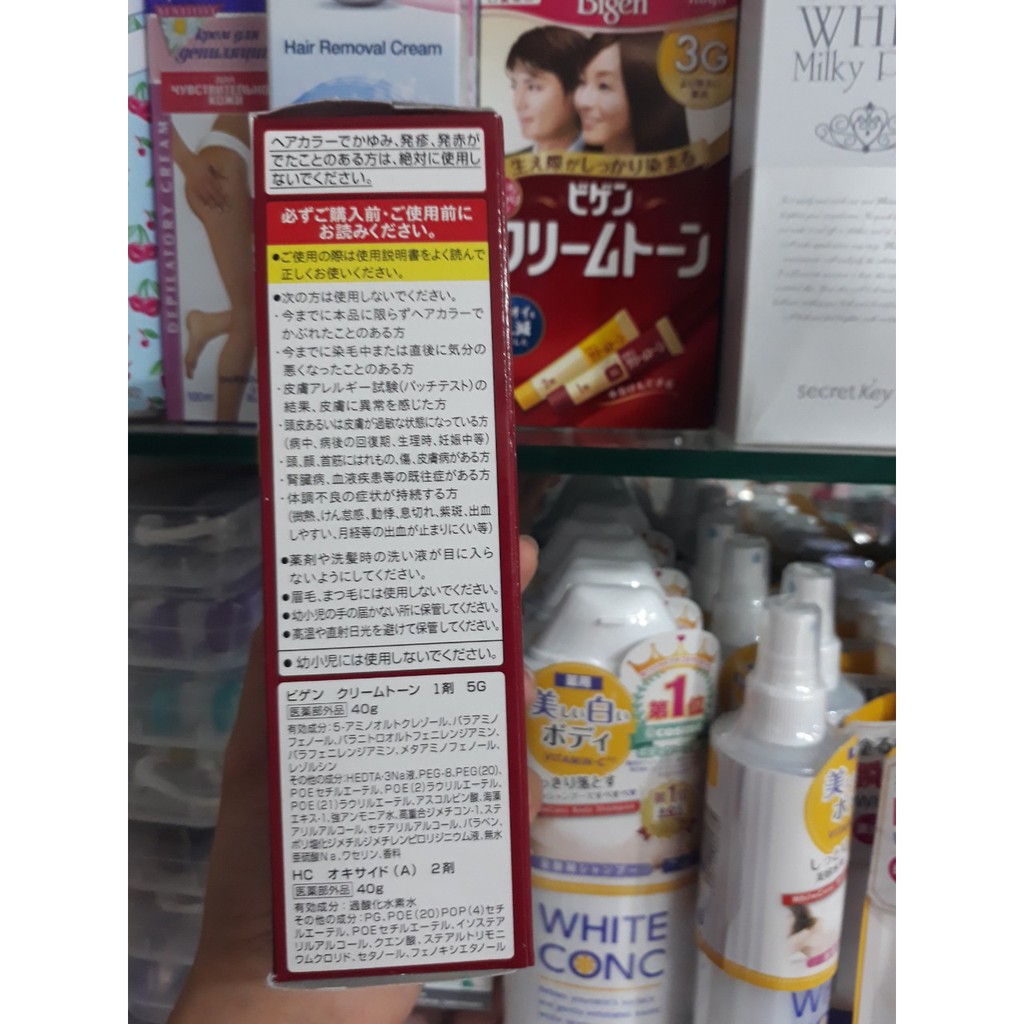 ヘアカラーでかゆみ、発疹、発赤が
でたことのある方は、絶対に使用し
ないでください。
必ずご購入前・ご使用前に
お読みください。
●ご使用の際は使用説明書をよく読んで
正しくお使いください。
●次の方は使用しないでください。
・今までに本品に限らずヘアカラーで
かぶれたことのある方
・今までに染毛中または直後に気分の
悪くなったことのある方
・皮膚アレルギー試験(パッチテスト)の
結果、皮膚に異常を感じた方
・頭皮あるいは皮膚が過敏な状態になっている方
(病中、病後の回復期、生理時、妊娠中等)
・頭、顔、首筋にはれもの、傷、皮膚病がある方
・腎臓病、血液疾患等の既往症がある方
・体調不良の症状が持続する方
(微熱、けん怠感、動悸、息切れ、紫斑、出血
しやすい、月経等の出血が止まりにくい等)
●薬剤や洗髪時の洗い液が目に入ら
ないようにしてください。
●眉毛、まつ毛には使用しないでください。
●幼小児の手の届かない所に保管してください。
●高温や直射日光を避けて保管してください。
●幼小児には使用しないでください。
ビゲン クリームトーン 1剤 5G
医薬部外品 40g
有効成分:5-アミノオルトクレゾール、パラアミノ
フェノール、パラニトロオルトフェニレンジアミン、
パラフェニレンジアミン、メタアミノフェノール、
レゾルシン
その他の成分:HEDTA・3Na液、PEG-8、PEG(20)、
POEセチルエーテル、POE(2)ラウリルエーテル、
POE(21)ラウリルエーテル、アスコルビン酸、海藻
エキス-1、強アンモニア水、高重合ジメチコン-1、ステ
アリルアルコール、セテアリルアルコール、パラベン、
ポリ塩化ジメチルジメチレンピロリジニウム液、無水
亜硫酸Na、ワセリン、香料
HC オキサイド(A) 2剤
医薬部外品 40g
有効成分:過酸化水素水
その他の成分:PG、POE(20)POP(4)セチ
ルエーテル、POEセチルエーテル、イソステア
リルアルコール、クエン酸、ステアルトリモニ
ウムクロリド、セタノール、フェノキシエタノール
SENSITIVE
крем для
депиляции
для
ЧУВСТВИТЕЛЬНО
КОЖИ
DEPILATORY CREAM
100m
Hair Removal Cream
Bigen
3G
生え際がしっかり染まる
ビゲン
クリームトーン
WHI
Milky P
secret Key
薬用
美しい白い
ボディ
VITAMIN-C
第1位
WHITE
CONC
美
水